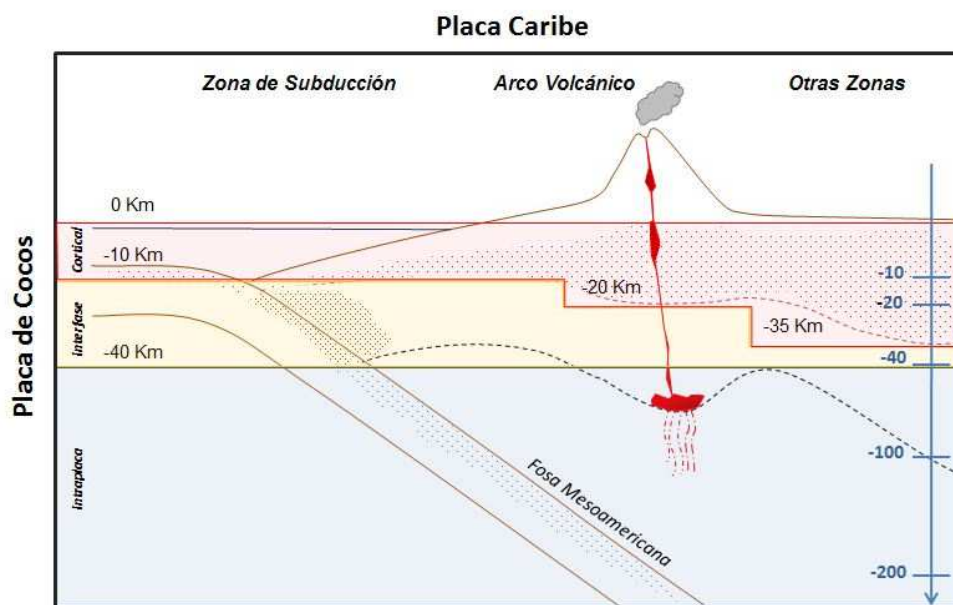 Placa Caribe
Zona de Subducción
Arco Volcánico
Otras Zonas
Placa de Cocos
Cortical
Interfase
Intraplaca
0 Km
-10 Km
-20 Km
-35 Km
-40 Km
Fosa Mesoamericana
-10
-20
-40
-100
-200